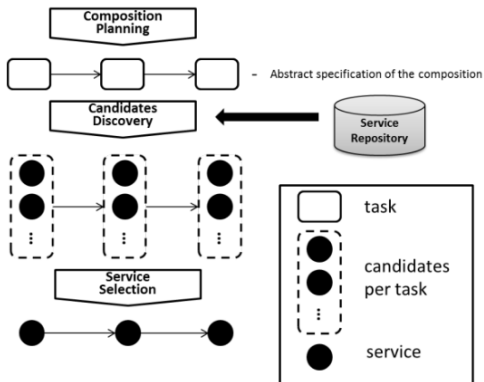 Composition
Planning
- Abstract specification of the composition
Candidates
Discovery
Service
Repository
Service
Selection
task
candidates
per task
service